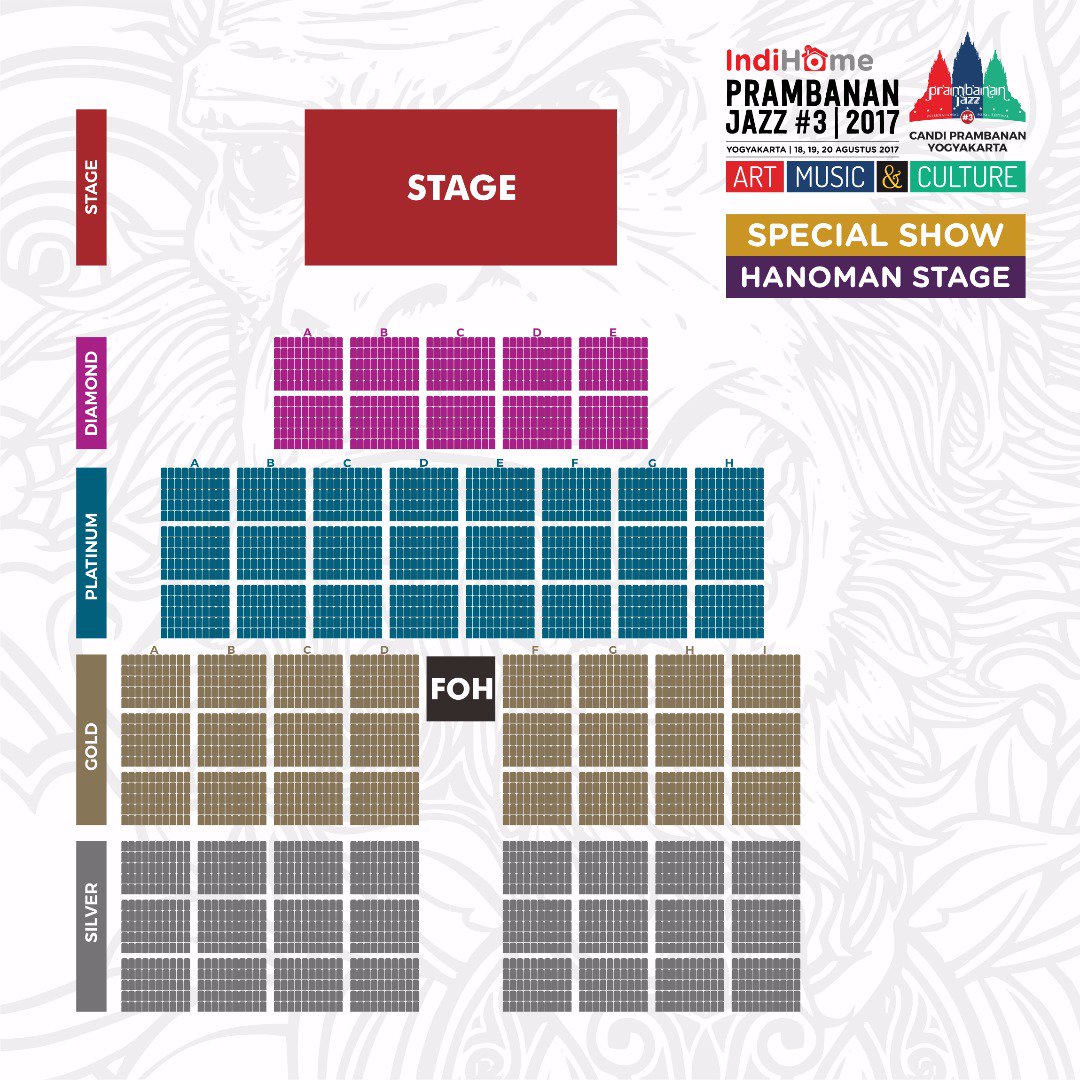 IndiHome
PRAMBANAN
JAZZ #3 | 2017
YOGYAKARTA | 18, 19, 20 AGUSTUS 2017
prambanan
jazz
#3
CANDI PRAMBANAN
YOGYAKARTA
ART MUSIC & CULTURE
SPECIAL SHOW
HANOMAN STAGE
STAGE
STAGE
DIAMOND
A B C D E
PLATINUM
A B C D E F G H
GOLD
A B C D F G H I
FOH
SILVER